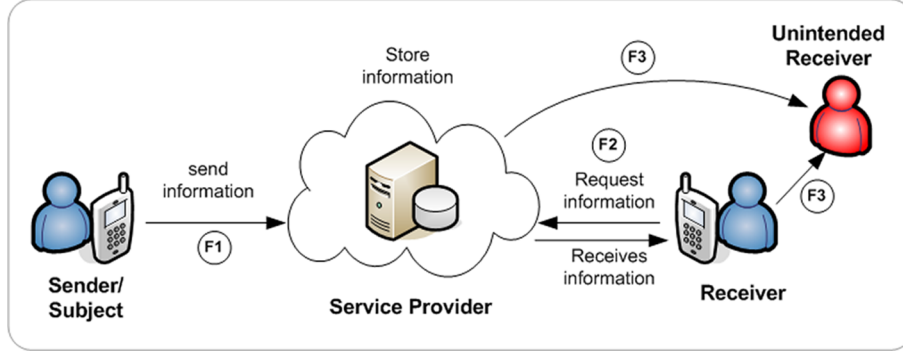 Store
information
F3
Unintended
Receiver
send
information
F1
F2
Request
information
F3
Receives
information
Sender/
Subject
Service Provider
Receiver